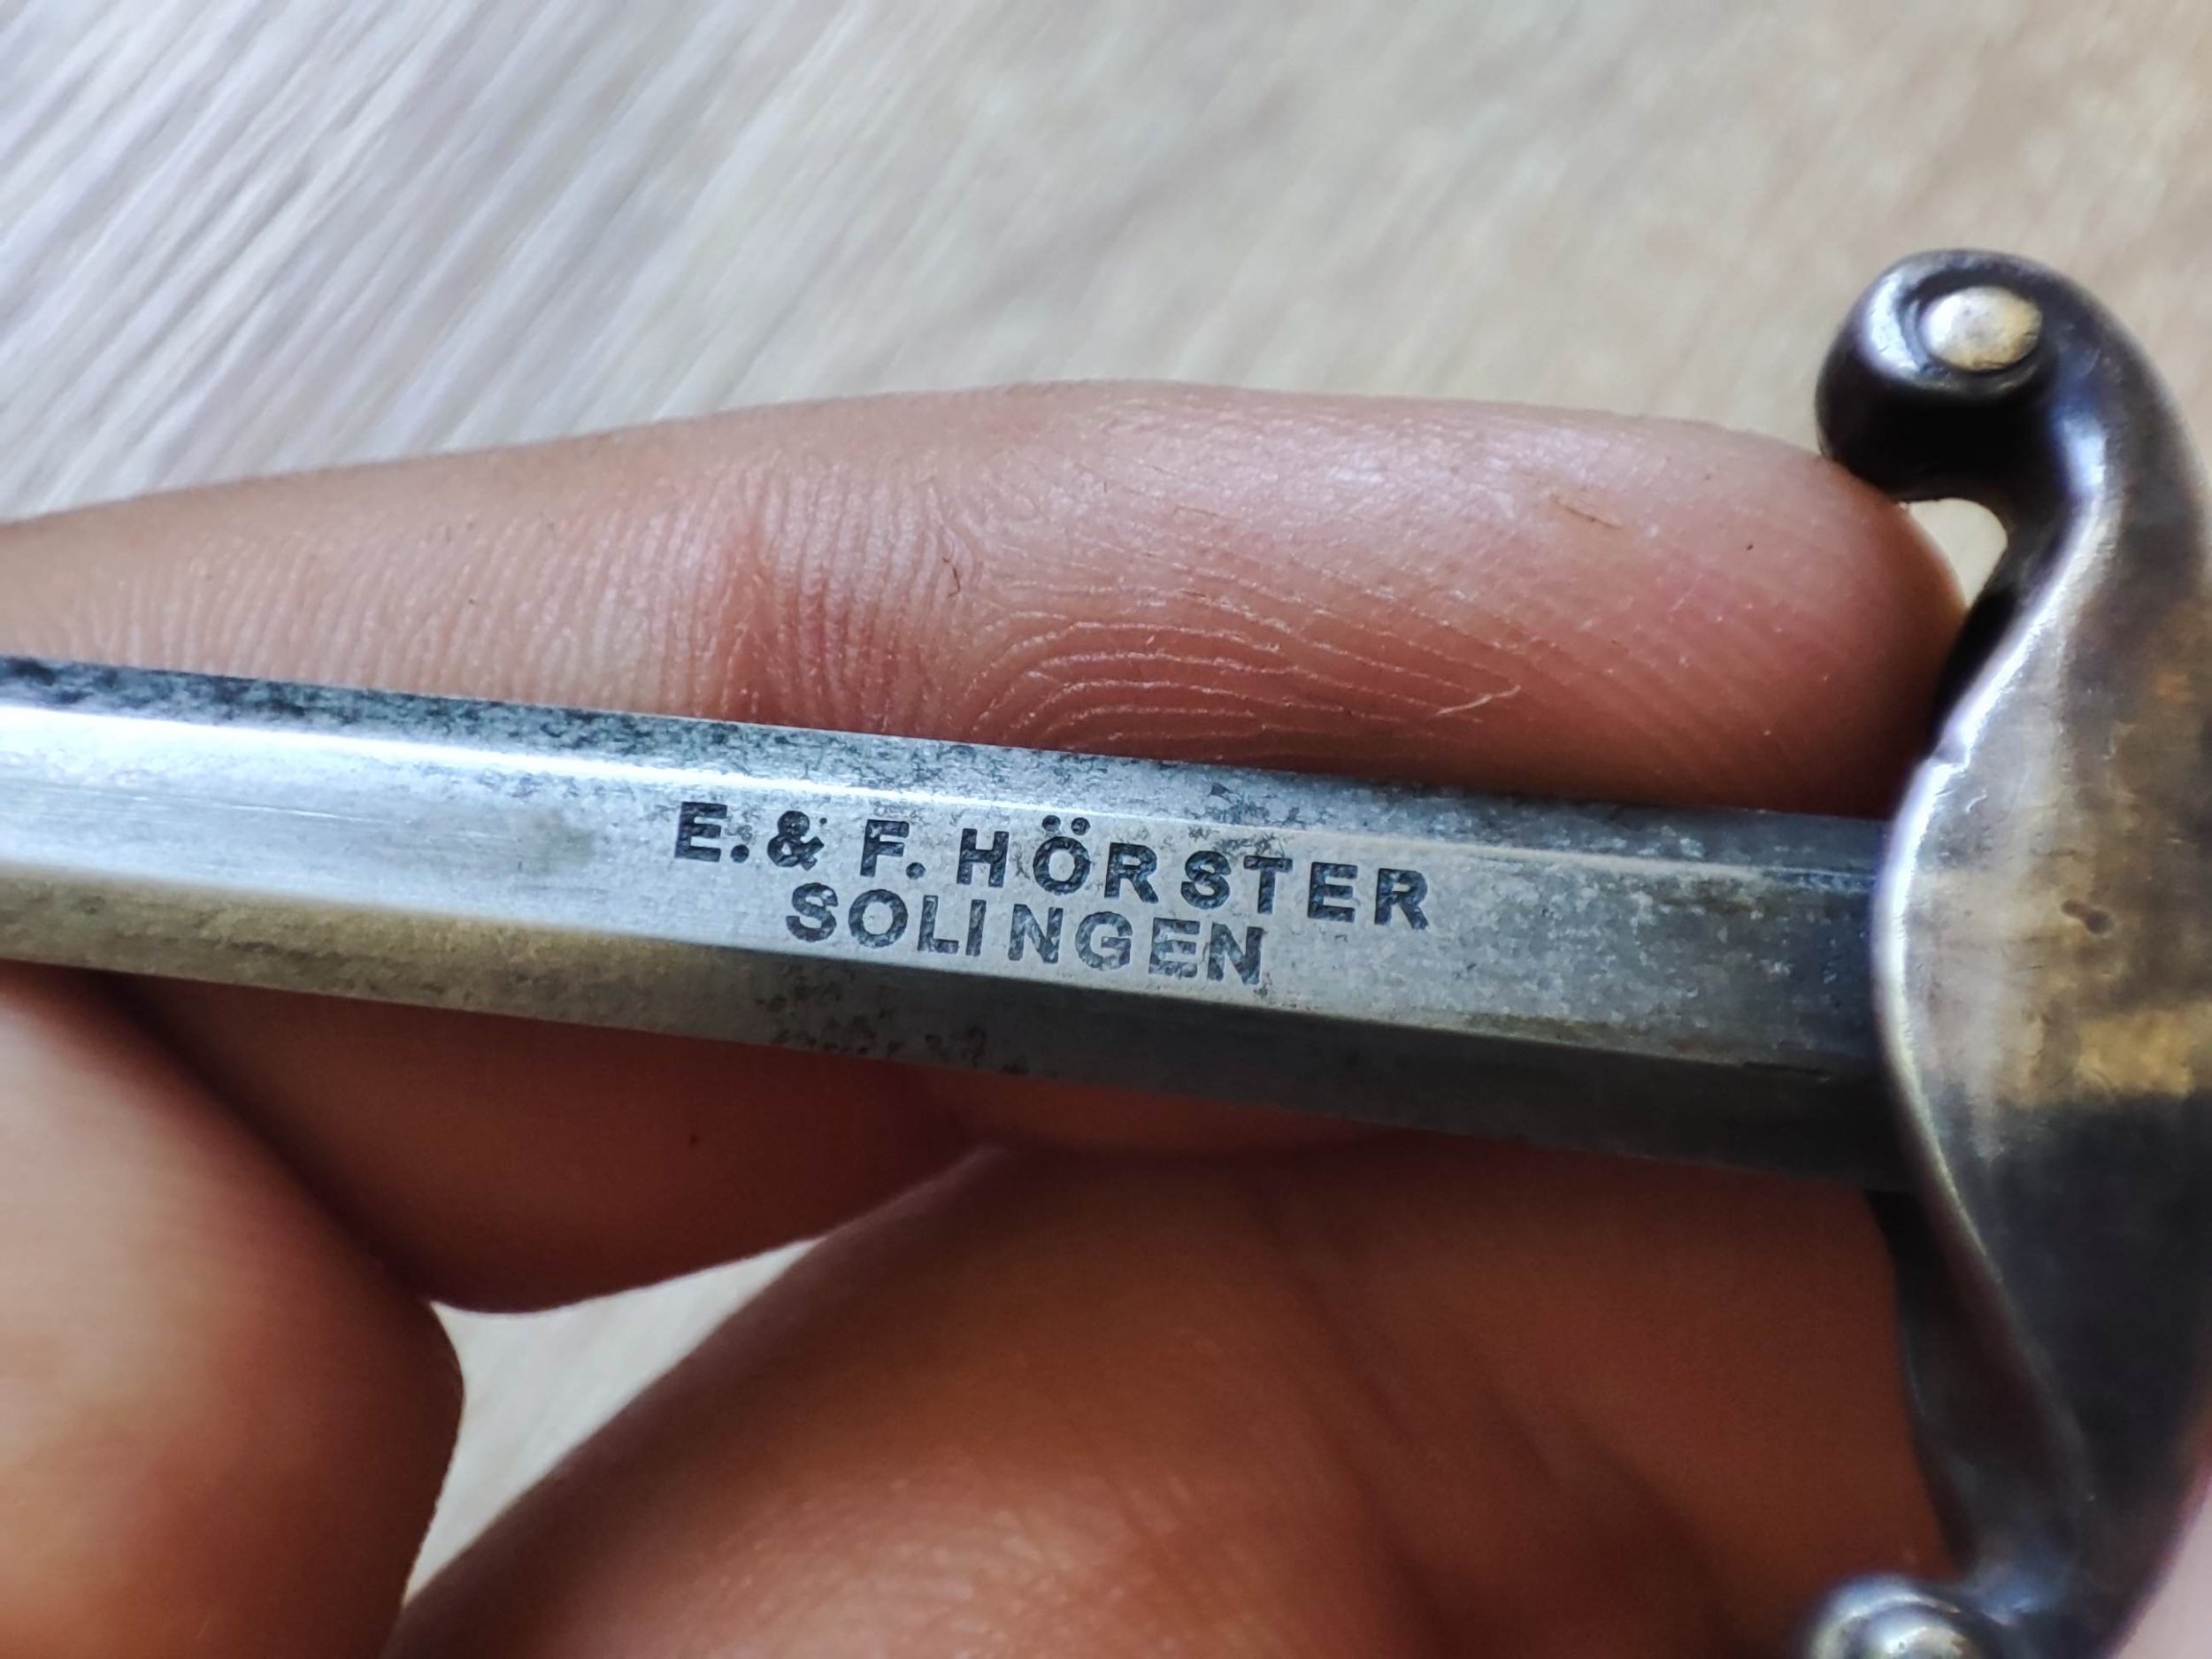 E. & F. HÖRSTER
SOLINGEN